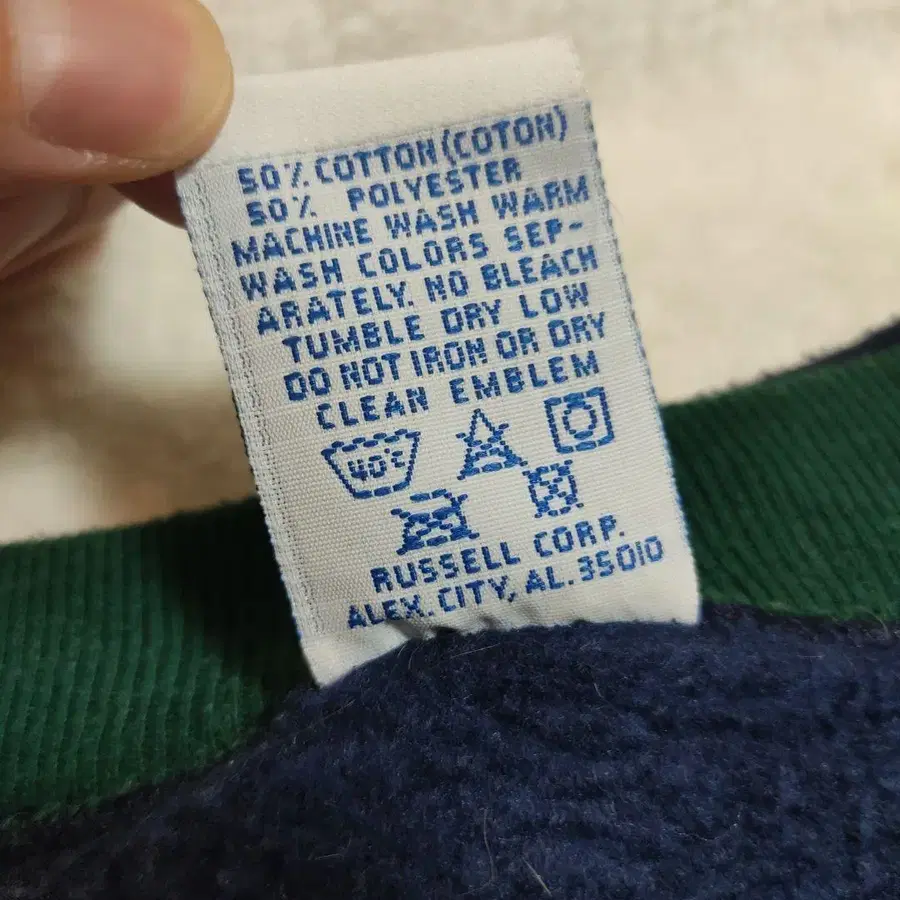 50% COTTON (COTON)
50% POLYESTER
MACHINE WASH WARM
WASH COLORS SEP-
ARATELY. NO BLEACH
TUMBLE DRY LOW
DO NOT IRON OR DRY
CLEAN EMBLEM
40°C
RUSSELL CORP.
ALEX. CITY, AL. 35010